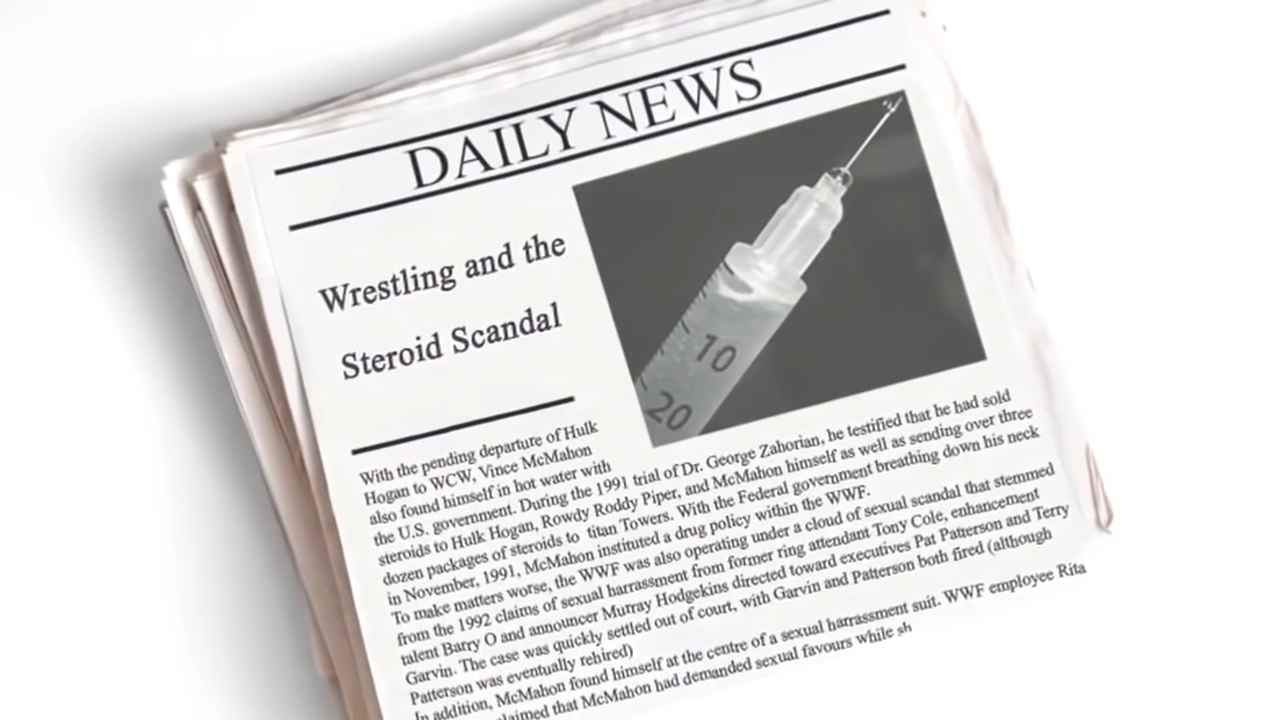 DAILY NEWS
Wrestling and the
Steroid Scandal
10
20
With the pending departure of Hulk
Hogan to WCW, Vince McMahon
also found himself in hot water with
the U.S. government. During the 1991 trial of Dr. George Zahorian, he testified that he had sold
steroids to Hulk Hogan, Rowdy Roddy Piper, and McMahon himself as well as sending over three
dozen packages of steroids to titan Towers. With the Federal government breathing down his neck
in November, 1991, McMahon instituted a drug policy within the WWF.
To make matters worse, the WWF was also operating under a cloud of sexual scandal that stemmed
from the 1992 claims of sexual harrassment from former ring attendant Tony Cole, enhancement
talent Barry O and announcer Murray Hodgekins directed toward executives Pat Patterson and Terry
Garvin. The case was quickly settled out of court, with Garvin and Patterson both fired (although
Patterson was eventually rehired)
In addition, McMahon found himself at the centre of a sexual harrassment suit. WWF employee Rita
claimed that McMahon had demanded sexual favours while sh